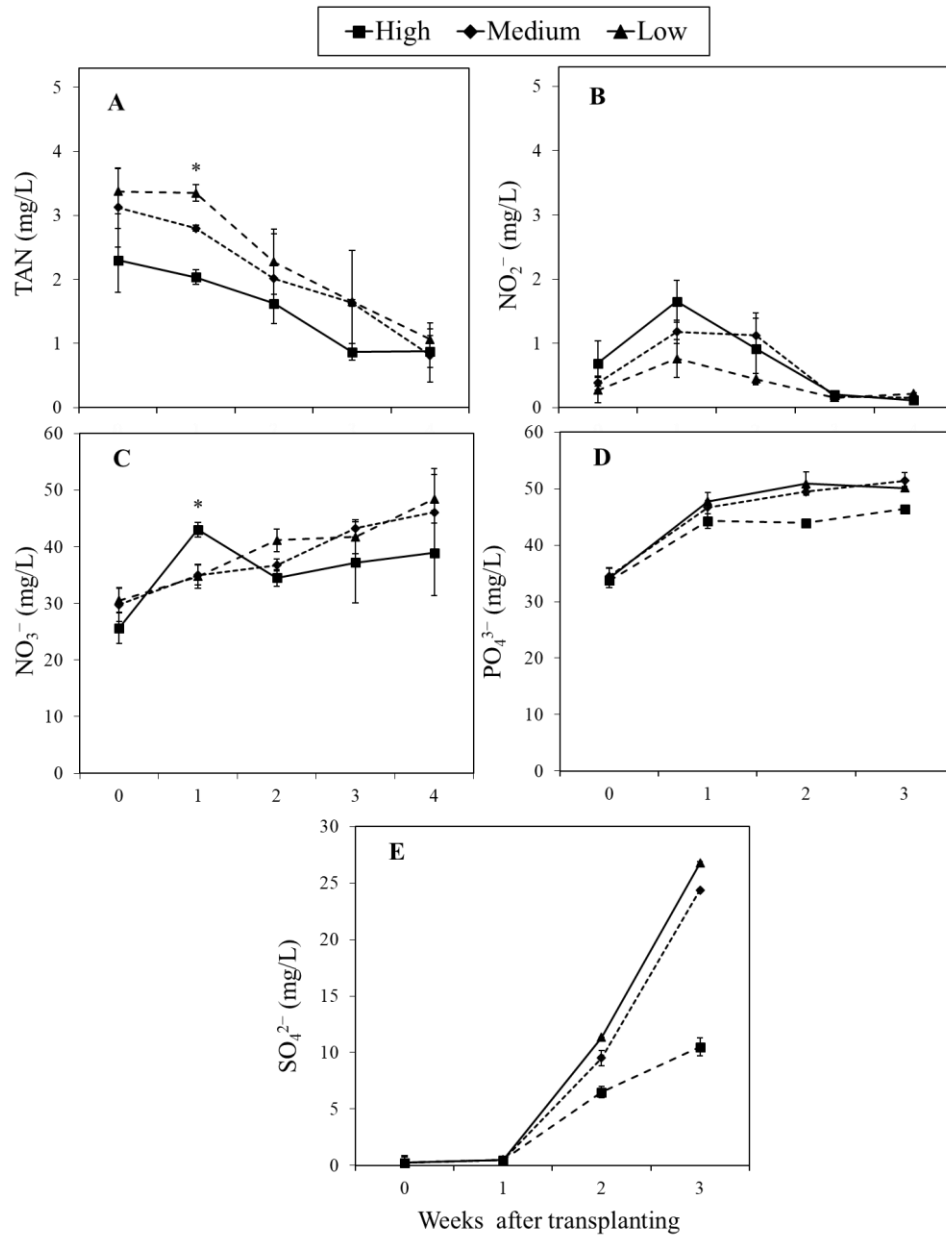 High Medium Low
A
B
TAN (mg/L)
5
4
3
2
1
0
*
NO₂⁻ (mg/L)
5
4
3
2
1
0
C
D
NO₃⁻ (mg/L)
60
50
40
30
20
10
0
*
0 1 2 3 4
PO₄³⁻ (mg/L)
60
50
40
30
20
10
0
0 1 2 3
E
SO₄²⁻ (mg/L)
30
25
20
15
10
5
0
0 1 2 3
Weeks after transplanting